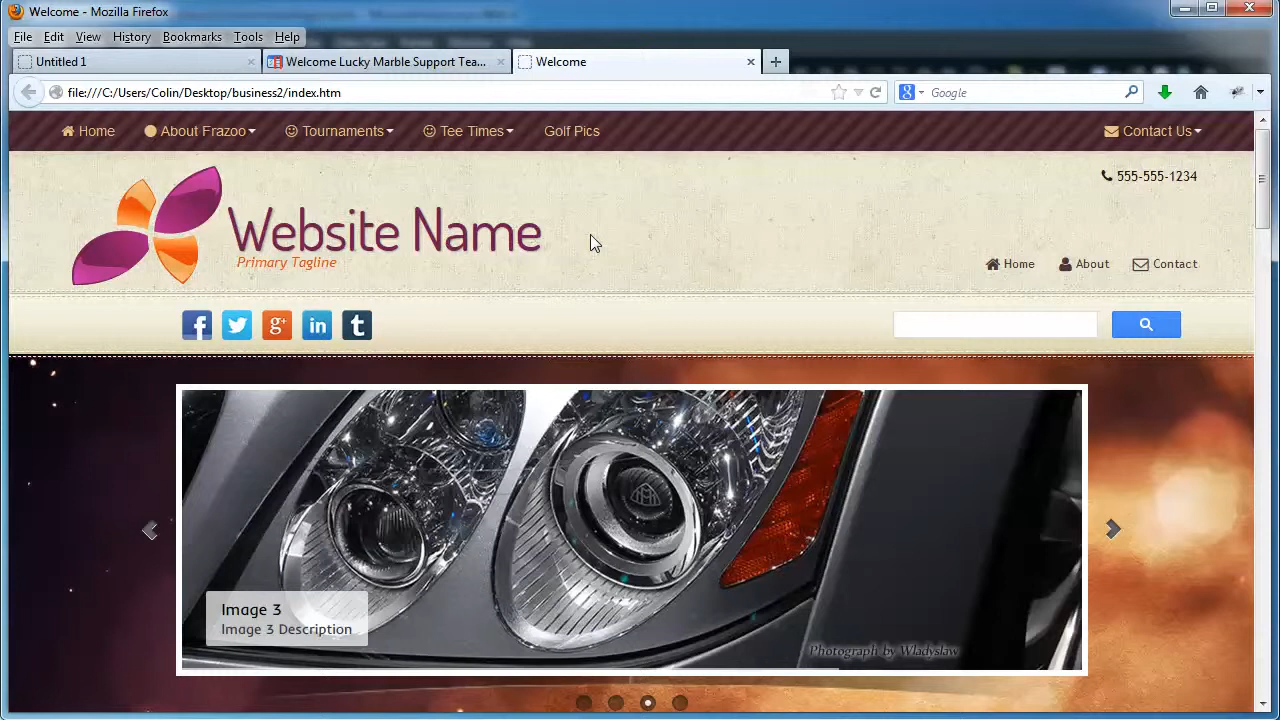 Welcome - Mozilla Firefox
File Edit View History Bookmarks Tools Help
Untitled 1
Welcome Lucky Marble Support Tea...
Welcome
file:///C:/Users/Colin/Desktop/business2/index.htm
Google
Home
About Frazoo
Tournaments
Tee Times
Golf Pics
Contact Us
555-555-1234
Website Name
Primary Tagline
Home
About
Contact
Image 3
Image 3 Description
Photograph by Wladyslaw